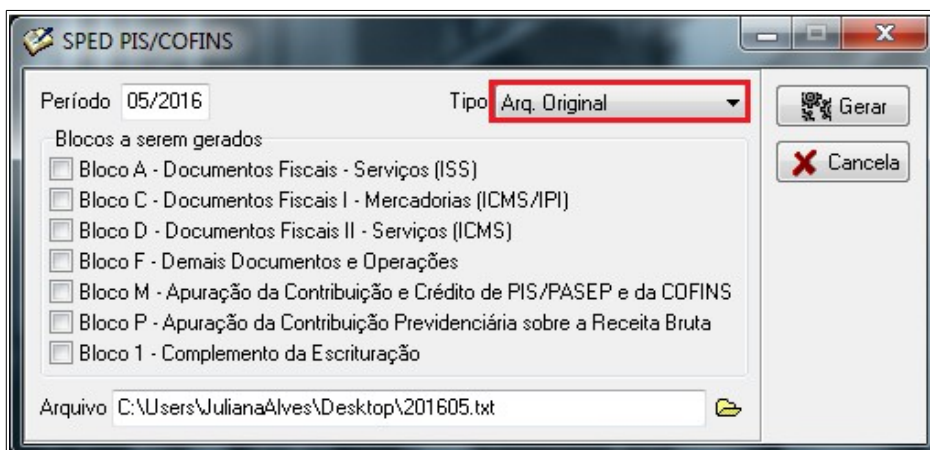 SPED PIS/COFINS
Período 05/2016 Tipo Arq. Original
Gerar
Blocos a serem gerados
Cancela
Bloco A - Documentos Fiscais - Serviços (ISS)
Bloco C - Documentos Fiscais I - Mercadorias (ICMS/IPI)
Bloco D - Documentos Fiscais II - Serviços (ICMS)
Bloco F - Demais Documentos e Operações
Bloco M - Apuração da Contribuição e Crédito de PIS/PASEP e da COFINS
Bloco P - Apuração da Contribuição Previdenciária sobre a Receita Bruta
Bloco 1 - Complemento da Escrituração
Arquivo C:\Users\JulianaAlves\Desktop\201605.txt